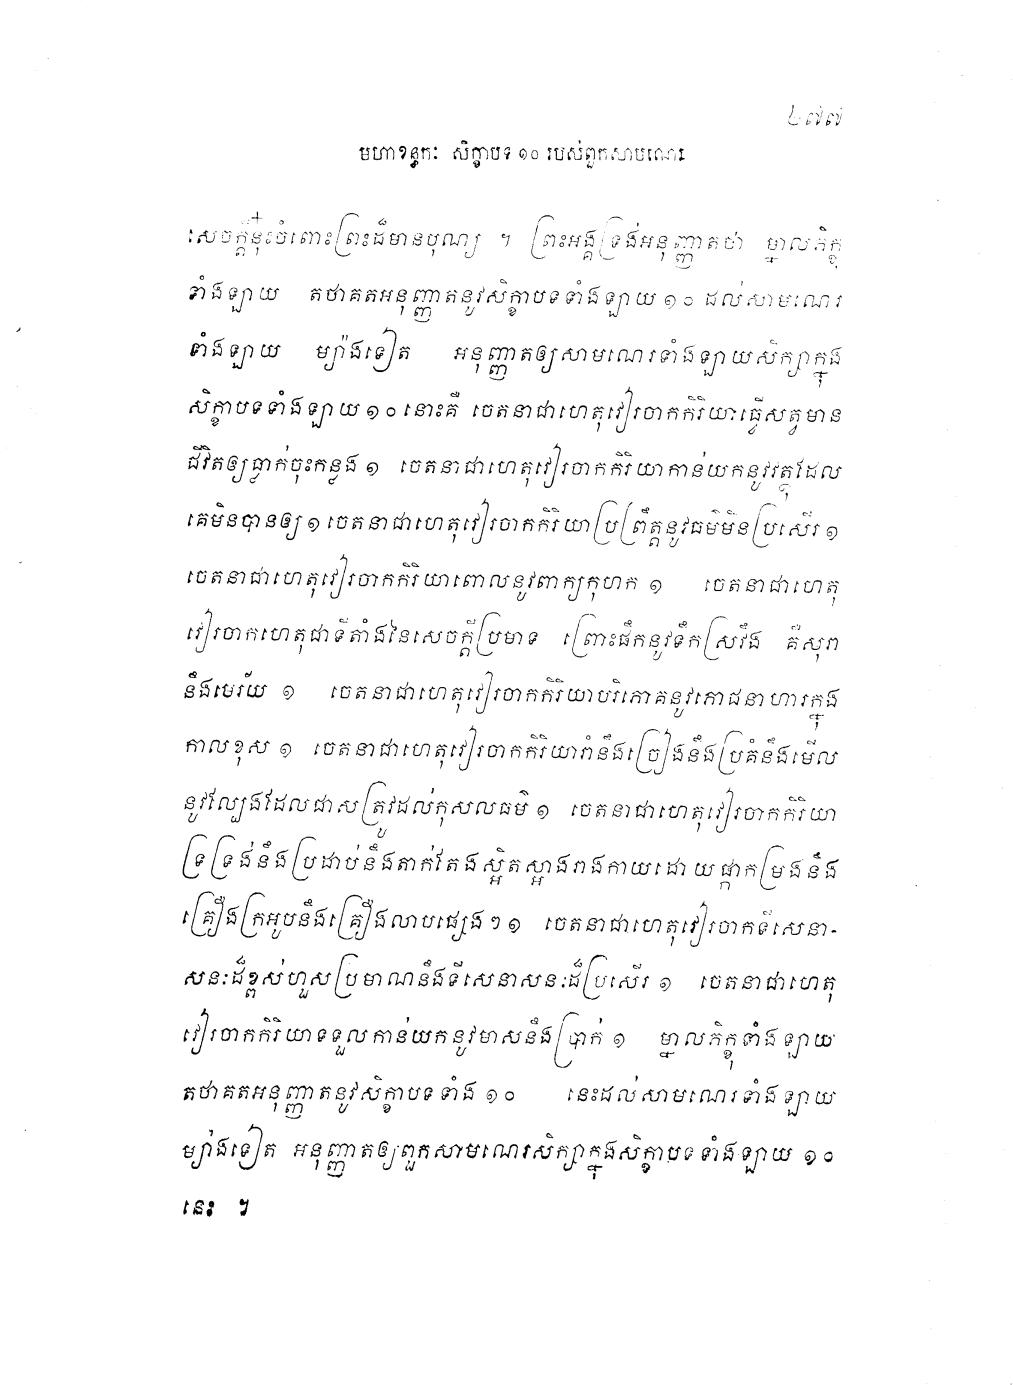 ២៧៧
មហាខន្ធកៈ សិក្ខាបទ ១០ របស់ពួកសាមណេរ
សេចក្តីនុ៎ះចំពោះព្រះដ៏មានបុណ្យ ។ ព្រះអង្គទ្រង់អនុញ្ញាតថា ម្នាលភិក្ខុ
ទាំងឡាយ តថាគតអនុញ្ញាតនូវសិក្ខាបទទាំងឡាយ ១០ ដល់សាមណេរ
ទាំងឡាយ ម្យ៉ាងទៀត អនុញ្ញាតឲ្យសាមណេរទាំងឡាយសិក្សាក្នុង
សិក្ខាបទទាំងឡាយ ១០ នោះគឺ ចេតនាជាហេតុវៀរចាកកិរិយាធ្វើសត្វមាន
ជីវិតឲ្យធ្លាក់ចុះកន្លង ១ ចេតនាជាហេតុវៀរចាកកិរិយាកាន់យកនូវវត្ថុដែល
គេមិនបានឲ្យ ១ ចេតនាជាហេតុវៀរចាកកិរិយាប្រព្រឹត្តនូវធម៌មិនប្រសើរ ១
ចេតនាជាហេតុវៀរចាកកិរិយាពោលនូវពាក្យកុហក ១ ចេតនាជាហេតុ
វៀរចាកហេតុជាទីតាំងនៃសេចក្តីប្រមាទ ព្រោះផឹកនូវទឹកស្រវឹង គឺសុរា
នឹងមេរ័យ ១ ចេតនាជាហេតុវៀរចាកកិរិយាបរិភោគនូវភោជនាហារក្នុង
កាលខុស ១ ចេតនាជាហេតុវៀរចាកកិរិយារាំនឹងច្រៀងនឹងប្រគំនឹងមើល
នូវល្បែងដែលជាសត្រូវដល់កុសលធម៌ ១ ចេតនាជាហេតុវៀរចាកកិរិយា
ទ្រទ្រង់នឹងប្រដាប់នឹងតាក់តែងស្អិតស្អាងរាងកាយដោយផ្កាកម្រងនឹង
គ្រឿងក្រអូបនឹងគ្រឿងលាបផ្សេងៗ ១ ចេតនាជាហេតុវៀរចាកទីសេនា-
សនៈដ៏ខ្ពស់ហួសប្រមាណនឹងទីសេនាសនៈដ៏ប្រសើរ ១ ចេតនាជាហេតុ
វៀរចាកកិរិយាទទួលកាន់យកនូវមាសនឹងប្រាក់ ១ ម្នាលភិក្ខុទាំងឡាយ
តថាគតអនុញ្ញាតនូវសិក្ខាបទទាំង ១០ នេះដល់សាមណេរទាំងឡាយ
ម្យ៉ាងទៀត អនុញ្ញាតឲ្យពួកសាមណេរសិក្សាក្នុងសិក្ខាបទទាំងឡាយ ១០
នេះ ។